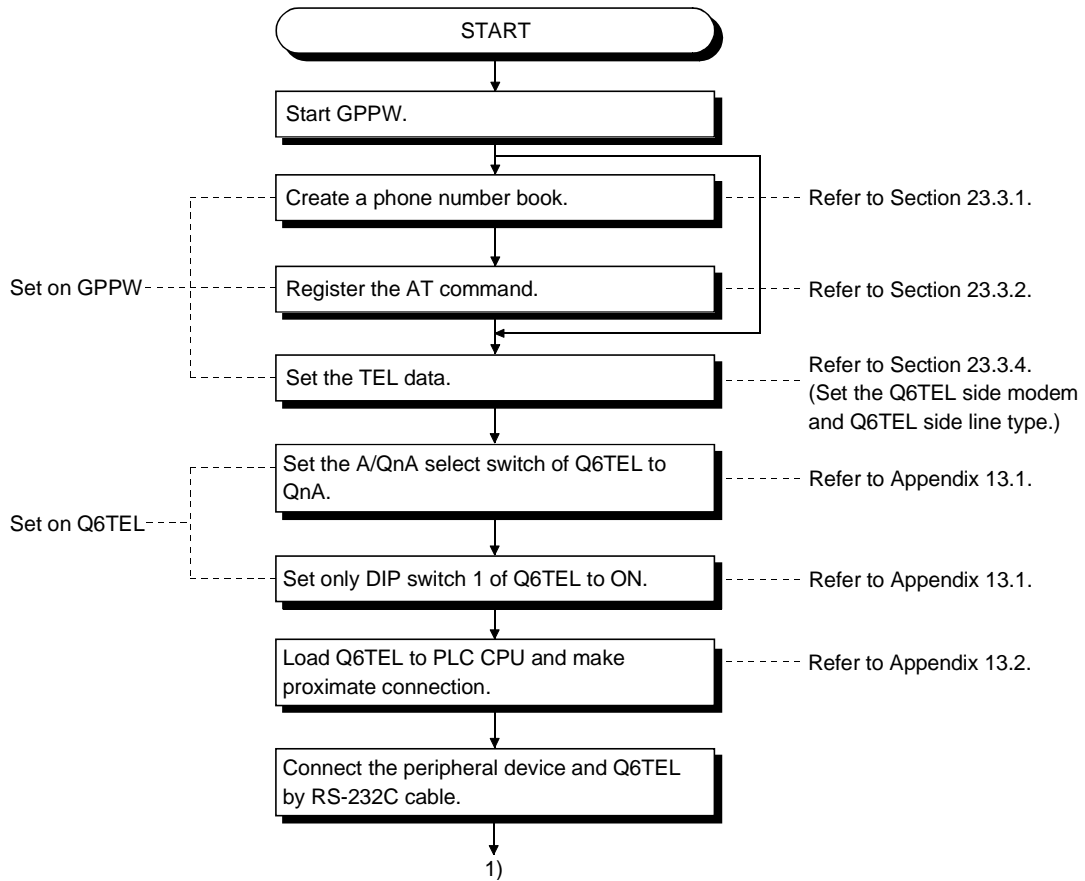 START
Start GPPW.
Create a phone number book.
Refer to Section 23.3.1.
Set on GPPW
Register the AT command.
Refer to Section 23.3.2.
Set the TEL data.
Refer to Section 23.3.4.
(Set the Q6TEL side modem
and Q6TEL side line type.)
Set the A/QnA select switch of Q6TEL to
QnA.
Refer to Appendix 13.1.
Set on Q6TEL
Set only DIP switch 1 of Q6TEL to ON.
Refer to Appendix 13.1.
Load Q6TEL to PLC CPU and make
proximate connection.
Refer to Appendix 13.2.
Connect the peripheral device and Q6TEL
by RS-232C cable.
1)